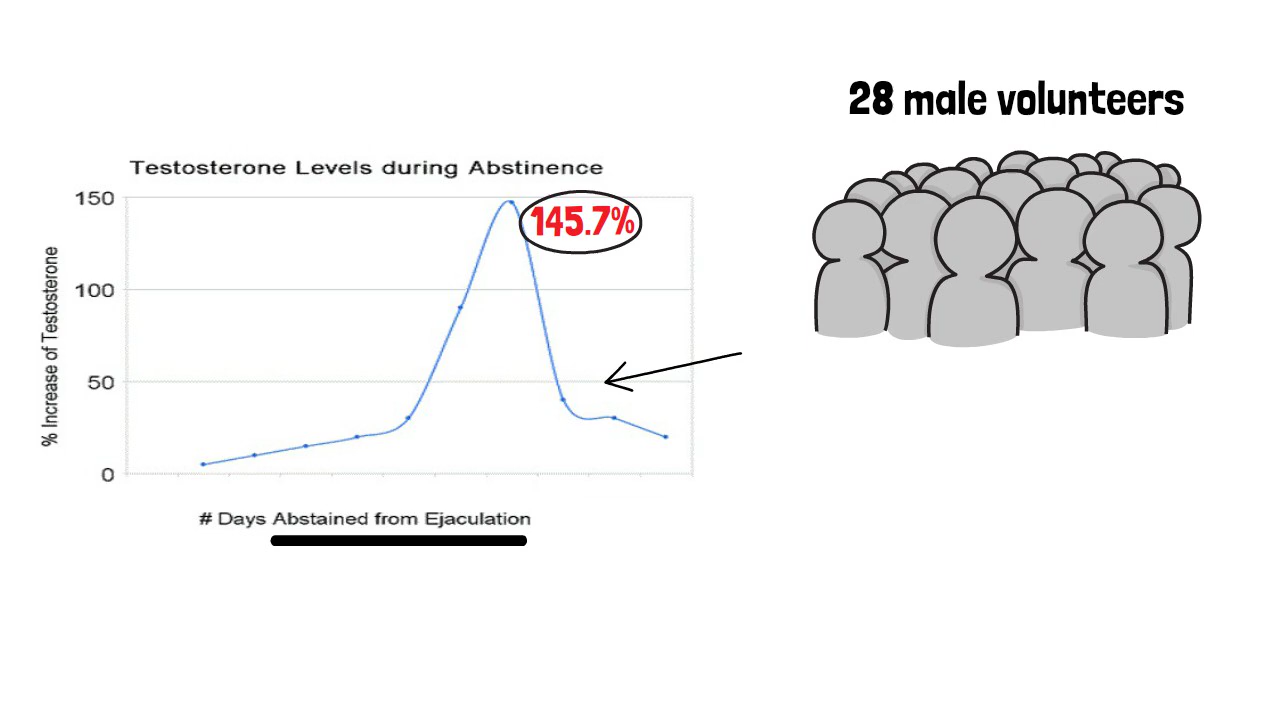 28 male volunteers
Testosterone Levels during Abstinence
150
145.7%
100
50
0
% Increase of Testosterone
# Days Abstained from Ejaculation